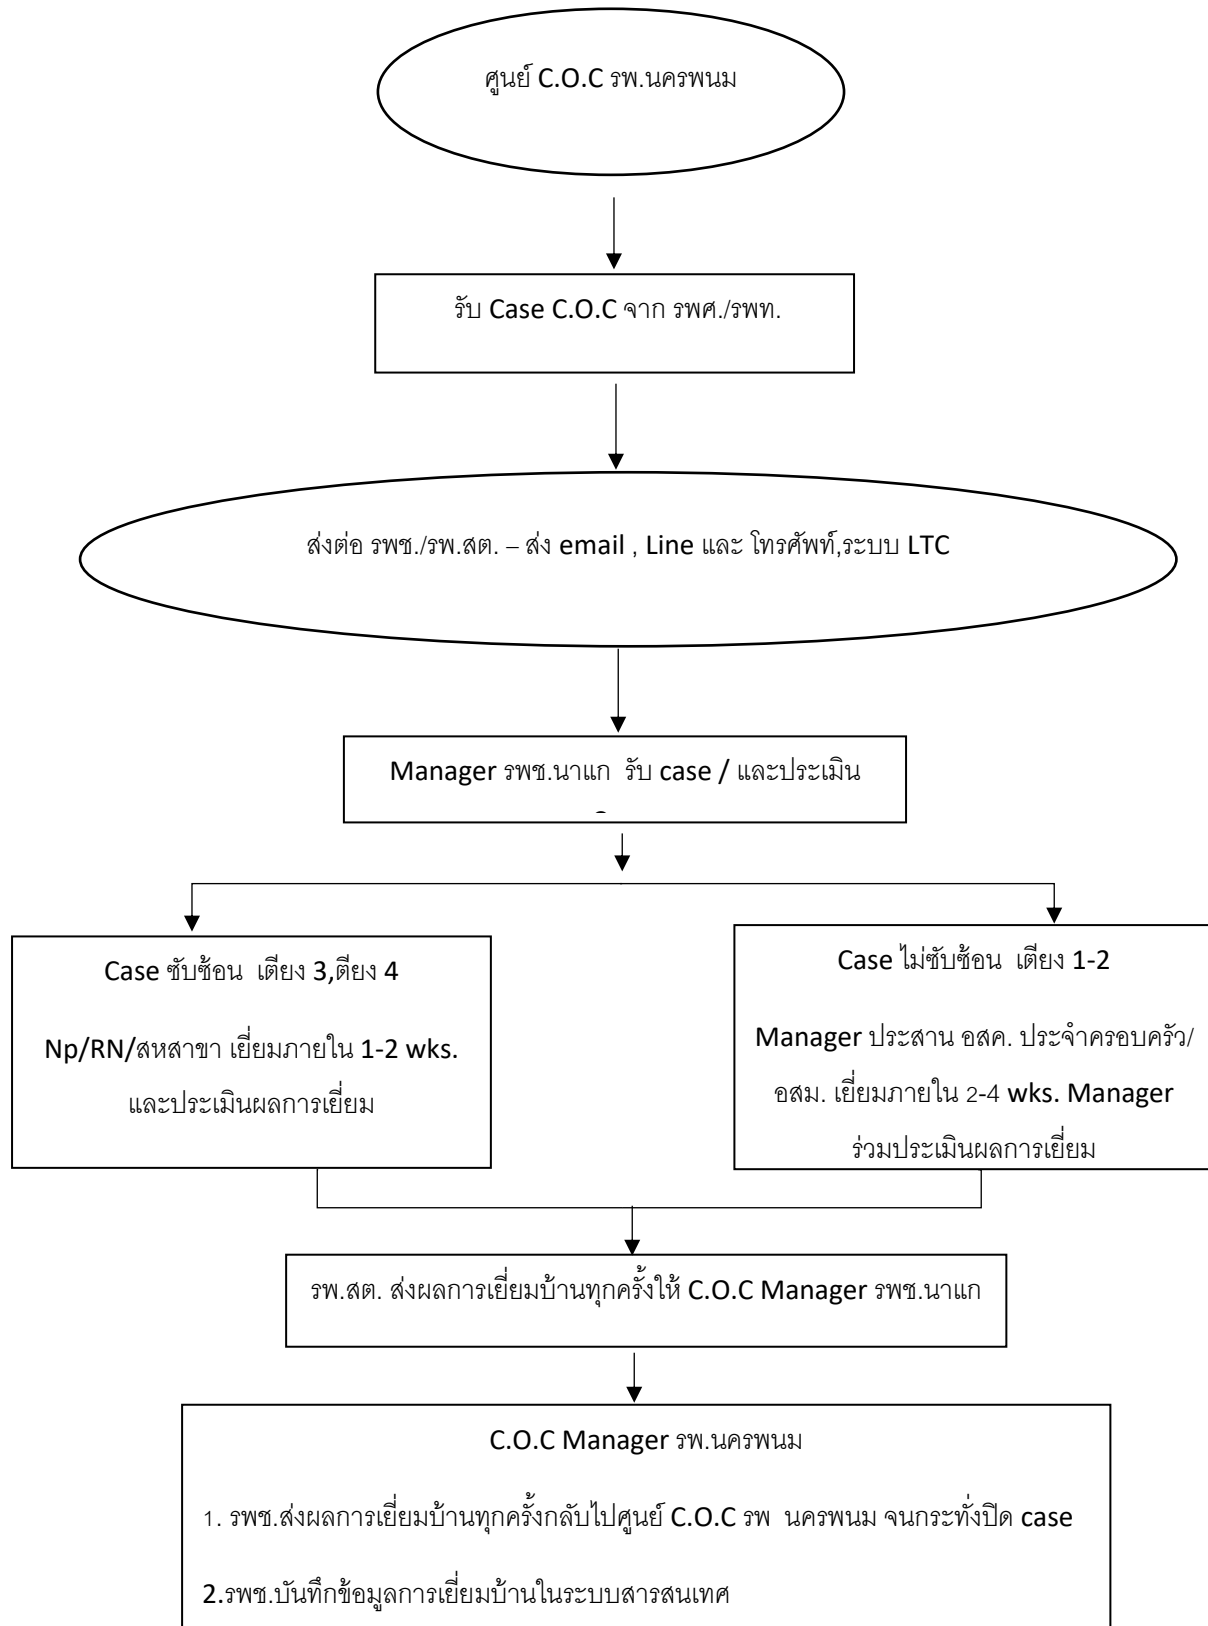 ศูนย์ C.O.C รพ.นครพนม
รับ Case C.O.C จาก รพศ./รพท.
ส่งต่อ รพช./รพ.สต. – ส่ง email , Line และ โทรศัพท์,ระบบ LTC
Manager รพช.นาแก รับ case / และประเมิน
Case ซับซ้อน เตียง 3,ตียง 4
Np/RN/สหสาขา เยี่ยมภายใน 1-2 wks.
และประเมินผลการเยี่ยม
Case ไม่ซับซ้อน เตียง 1-2
Manager ประสาน อสค. ประจำครอบครัว/
อสม. เยี่ยมภายใน 2-4 wks. Manager
ร่วมประเมินผลการเยี่ยม
รพ.สต. ส่งผลการเยี่ยมบ้านทุกครั้งให้ C.O.C Manager รพช.นาแก
C.O.C Manager รพ.นครพนม
1. รพช.ส่งผลการเยี่ยมบ้านทุกครั้งกลับไปศูนย์ C.O.C รพ นครพนม จนกระทั่งปิด case
2.รพช.บันทึกข้อมูลการเยี่ยมบ้านในระบบสารสนเทศ